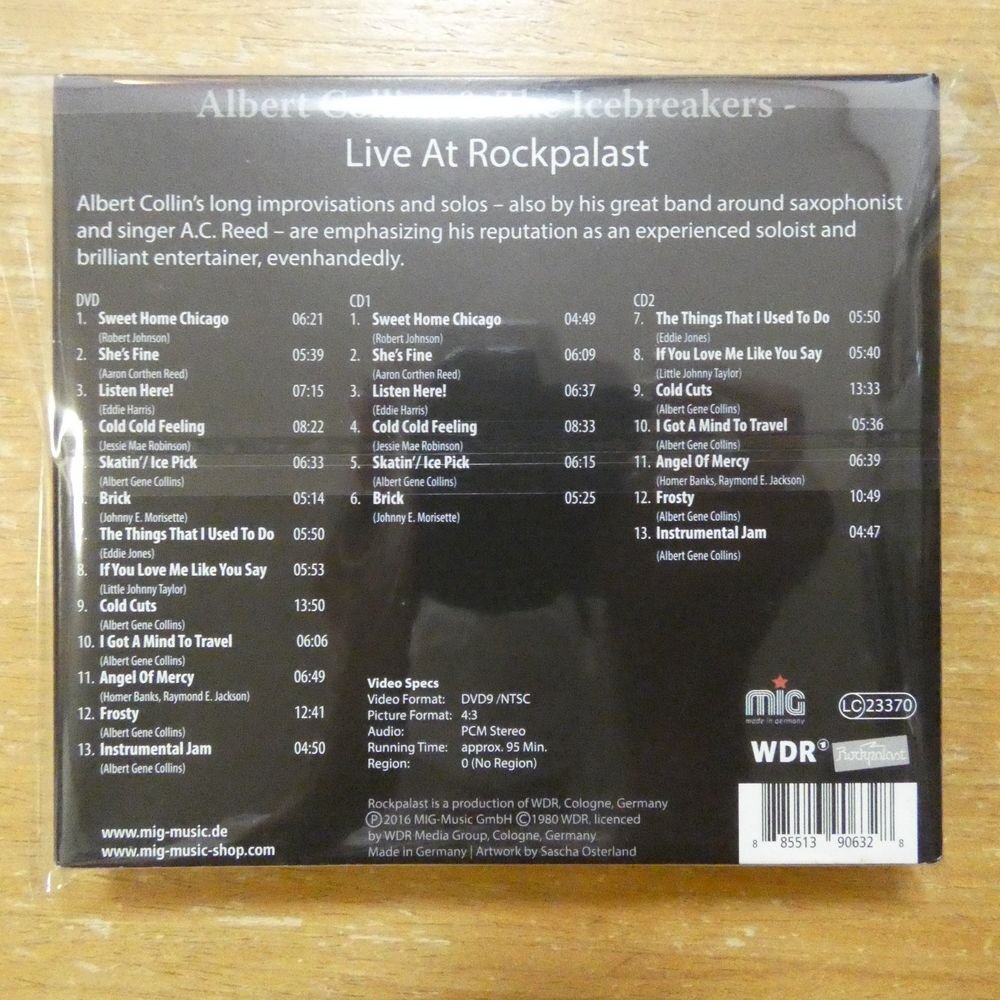 Albert Collins & The Icebreakers -
Live At Rockpalast
Albert Collin's long improvisations and solos – also by his great band around saxophonist
and singer A.C. Reed – are emphasizing his reputation as an experienced soloist and
brilliant entertainer, evenhandedly.
DVD
1. Sweet Home Chicago 06:21
(Robert Johnson)
2. She's Fine 05:39
(Aaron Corthen Reed)
3. Listen Here! 07:15
(Eddie Harris)
Cold Cold Feeling 08:22
(Jessie Mae Robinson)
Skatin'/ Ice Pick 06:33
(Albert Gene Collins)
Brick 05:14
(Johnny E. Morisette)
The Things That I Used To Do 05:50
(Eddie Jones)
8. If You Love Me Like You Say 05:53
(Little Johnny Taylor)
9. Cold Cuts 13:50
(Albert Gene Collins)
10. I Got A Mind To Travel 06:06
(Albert Gene Collins)
11. Angel Of Mercy 06:49
(Homer Banks, Raymond E. Jackson)
12. Frosty 12:41
(Albert Gene Collins)
13. Instrumental Jam 04:50
(Albert Gene Collins)
www.mig-music.de
www.mig-music-shop.com
CD1
1. Sweet Home Chicago 04:49
(Robert Johnson)
2. She's Fine 06:09
(Aaron Corthen Reed)
3. Listen Here! 06:37
(Eddie Harris)
4. Cold Cold Feeling 08:33
(Jessie Mae Robinson)
5. Skatin'/ Ice Pick 06:15
(Albert Gene Collins)
6. Brick 05:25
(Johnny E. Morisette)
CD2
7. The Things That I Used To Do 05:50
(Eddie Jones)
8. If You Love Me Like You Say 05:40
(Little Johnny Taylor)
9. Cold Cuts 13:33
(Albert Gene Collins)
10. I Got A Mind To Travel 05:36
(Albert Gene Collins)
11. Angel Of Mercy 06:39
(Homer Banks, Raymond E. Jackson)
12. Frosty 10:49
(Albert Gene Collins)
13. Instrumental Jam 04:47
(Albert Gene Collins)
Video Specs
Video Format: DVD9 /NTSC
Picture Format: 4:3
Audio: PCM Stereo
Running Time: approx. 95 Min.
Region: 0 (No Region)
Rockpalast is a production of WDR, Cologne, Germany
Ⓟ2016 MIG-Music GmbH ©1980 WDR, licenced
by WDR Media Group, Cologne, Germany
Made in Germany | Artwork by Sascha Osterland
mig
made in germany
LC 23370
WDR
Rockpalast
8 85513 90632 8